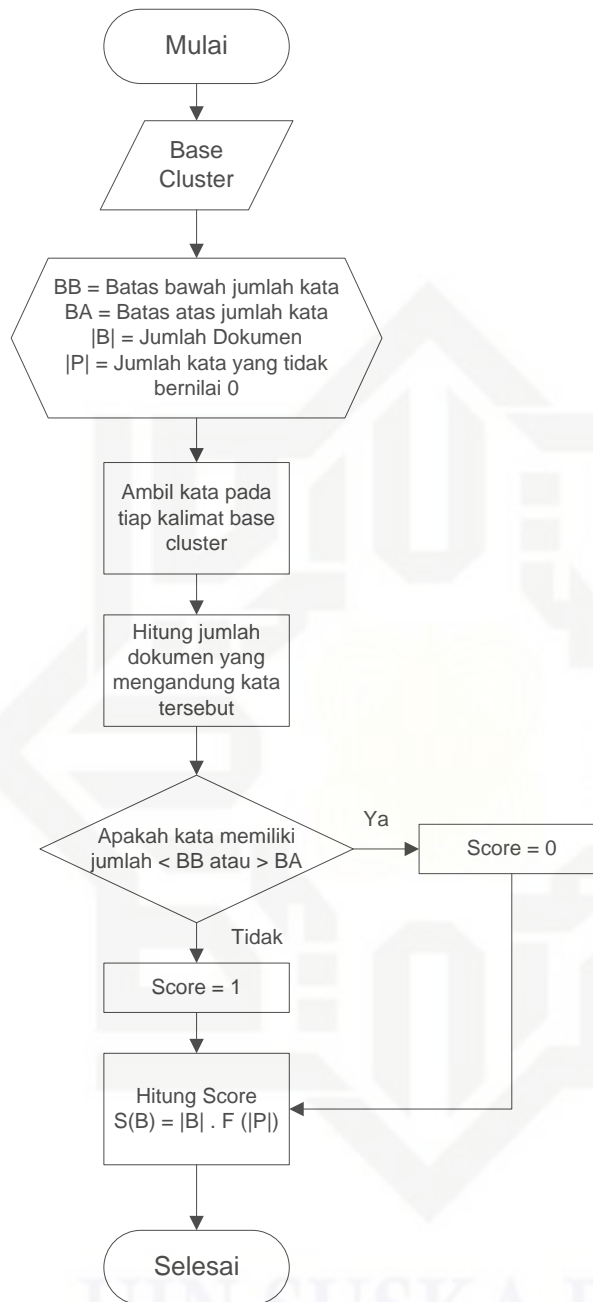 Mulai
Base
Cluster
BB = Batas bawah jumlah kata
BA = Batas atas jumlah kata
|B| = Jumlah Dokumen
|P| = Jumlah kata yang tidak
bernilai 0
Ambil kata pada
tiap kalimat base
cluster
Hitung jumlah
dokumen yang
mengandung kata
tersebut
Apakah kata memiliki
jumlah < BB atau > BA
Ya
Score = 0
Tidak
Score = 1
Hitung Score
S(B) = |B| . F (|P|)
Selesai